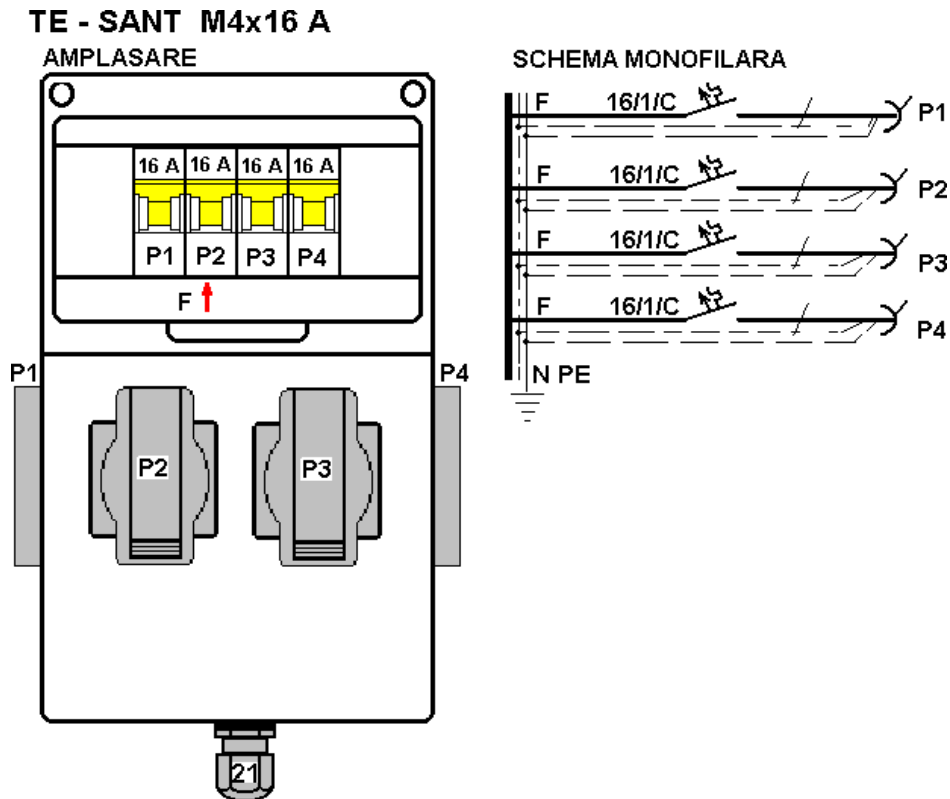 TE - SANT M4x16 A
AMPLASARE
16 A 16 A 16 A 16 A
P1 P2 P3 P4
F
P1 P4
P2 P3
21
SCHEMA MONOFILARA
F 16/1/C P1
F 16/1/C P2
F 16/1/C P3
F 16/1/C P4
N PE